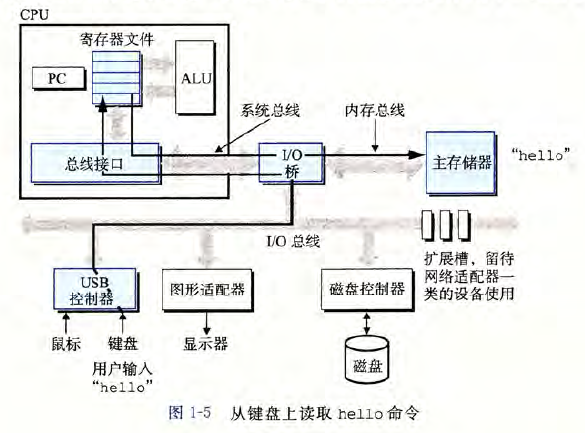 CPU
寄存器文件
PC
ALU
系统总线
内存总线
总线接口
I/O
桥
主存储器
“hello”
I/O 总线
扩展槽，留待
网络适配器一
类的设备使用
USB
控制器
图形适配器
磁盘控制器
鼠标
键盘
显示器
用户输入
“hello”
磁盘
图 1-5 从键盘上读取 hello 命令